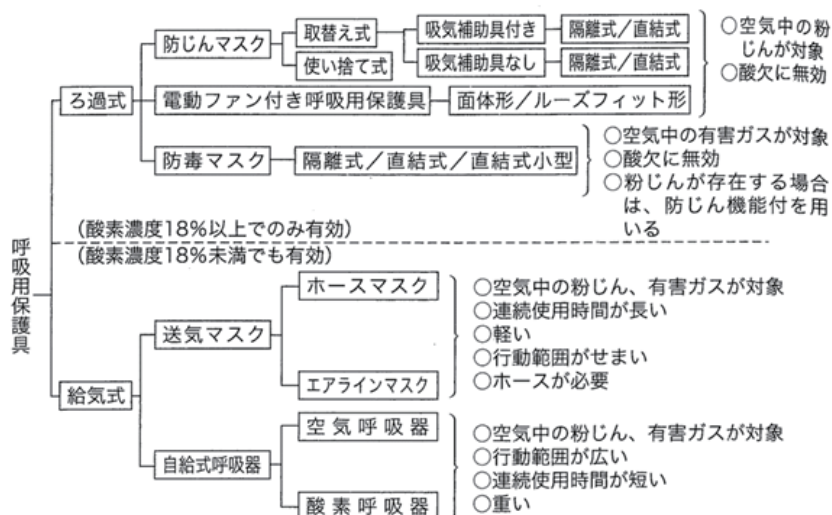 防じんマスク
取替え式
吸気補助具付き
隔離式／直結式
使い捨て式
吸気補助具なし
隔離式／直結式
○空気中の粉
じんが対象
○酸欠に無効
ろ過式
電動ファン付き呼吸用保護具
面体形／ルーズフィット形
防毒マスク
隔離式／直結式／直結式小型
○空気中の有害ガスが対象
○酸欠に無効
○粉じんが存在する場合
は、防じん機能付を用
いる
(酸素濃度18%以上でのみ有効)
(酸素濃度18%未満でも有効)
呼吸用保護具
給気式
送気マスク
ホースマスク
エアラインマスク
○空気中の粉じん、有害ガスが対象
○連続使用時間が長い
○軽い
○行動範囲がせまい
○ホースが必要
自給式呼吸器
空気呼吸器
酸素呼吸器
○空気中の粉じん、有害ガスが対象
○行動範囲が広い
○連続使用時間が短い
○重い